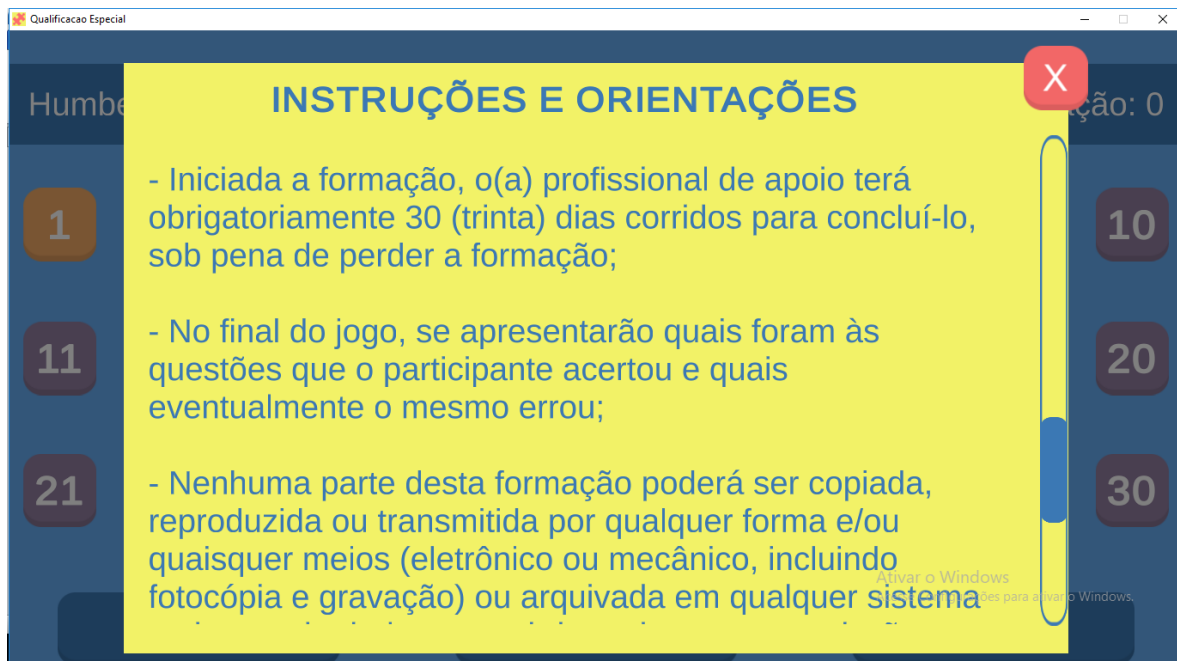 Qualificacao Especial
Humbe
ção: 0
X
INSTRUÇÕES E ORIENTAÇÕES
- Iniciada a formação, o(a) profissional de apoio terá
obrigatoriamente 30 (trinta) dias corridos para concluí-lo,
sob pena de perder a formação;
- No final do jogo, se apresentarão quais foram às
questões que o participante acertou e quais
eventualmente o mesmo errou;
- Nenhuma parte desta formação poderá ser copiada,
reproduzida ou transmitida por qualquer forma e/ou
quaisquer meios (eletrônico ou mecânico, incluindo
fotocópia e gravação) ou arquivada em qualquer sistema
1
10
11
20
21
30
Ativar o Windows
para ativar o Windows.